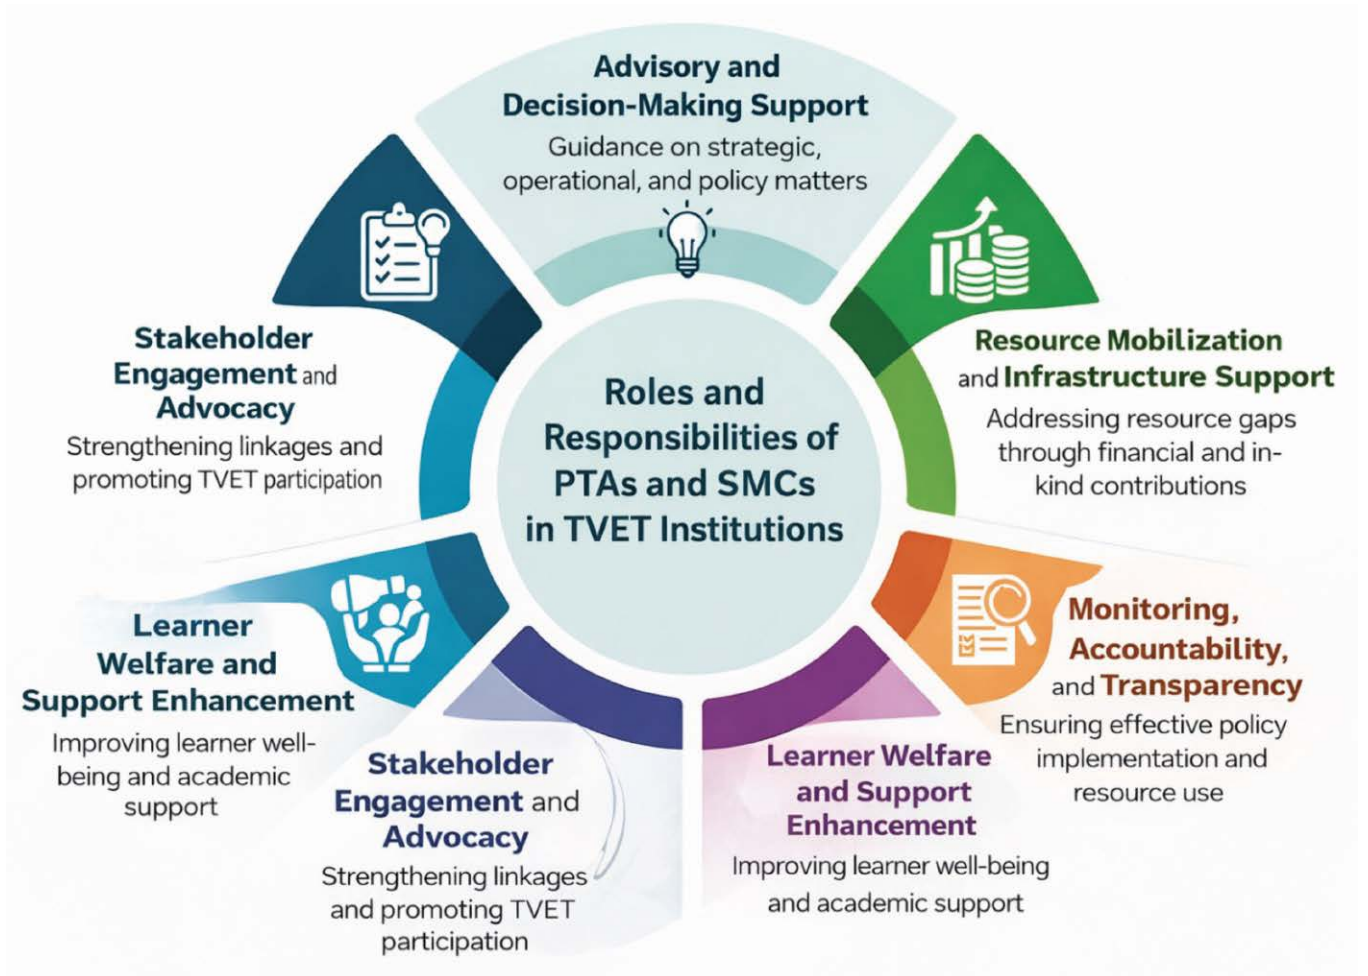 Advisory and
Decision-Making Support
Guidance on strategic,
operational, and policy matters
Stakeholder
Engagement and
Advocacy
Strengthening linkages and
promoting TVET participation
Resource Mobilization
and Infrastructure Support
Addressing resource gaps
through financial and in-
kind contributions
Roles and
Responsibilities of
PTAs and SMCs
in TVET Institutions
Learner
Welfare and
Support Enhancement
Improving learner well-
being and academic
support
Monitoring,
Accountability,
and Transparency
Ensuring effective policy
implementation and
resource use
Stakeholder
Engagement and
Advocacy
Strengthening linkages
and promoting TVET
participation
Learner Welfare
and Support
Enhancement
Improving learner well-being
and academic support